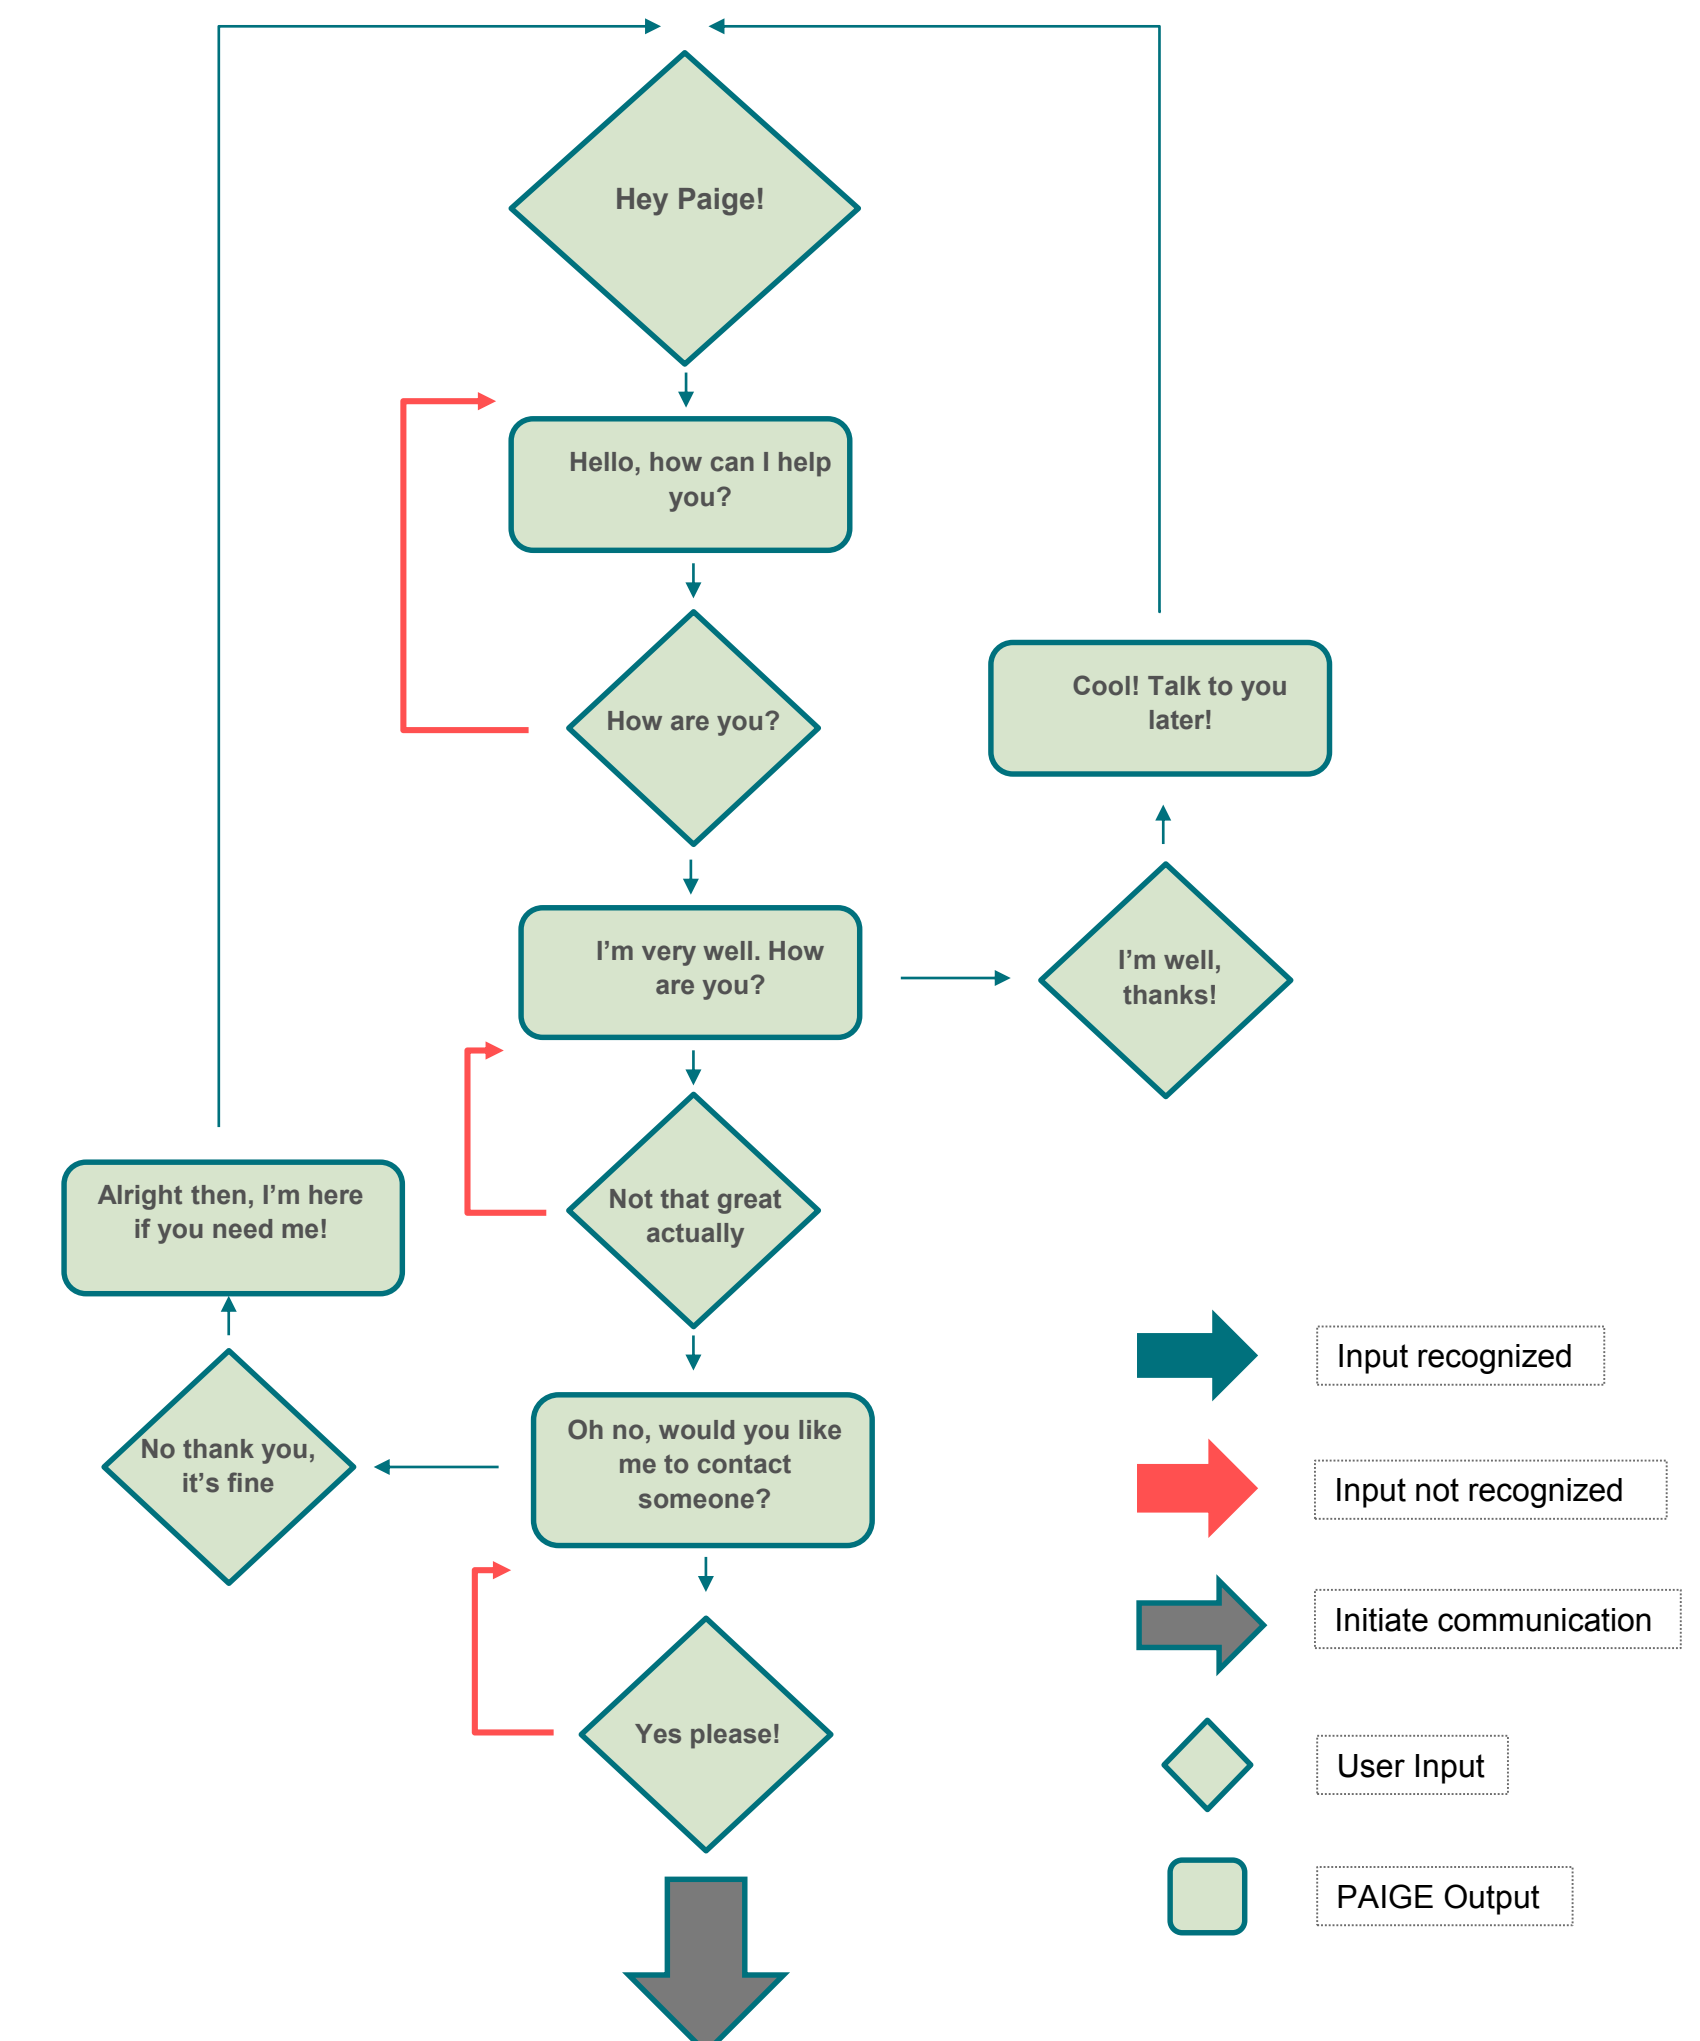 Hey Paige!
Hello, how can I help
you?
How are you?
Cool! Talk to you
later!
I'm very well. How
are you?
I'm well,
thanks!
Not that great
actually
Alright then, I'm here
if you need me!
No thank you,
it's fine
Oh no, would you like
me to contact
someone?
Yes please!
Input recognized
Input not recognized
Initiate communication
User Input
PAIGE Output